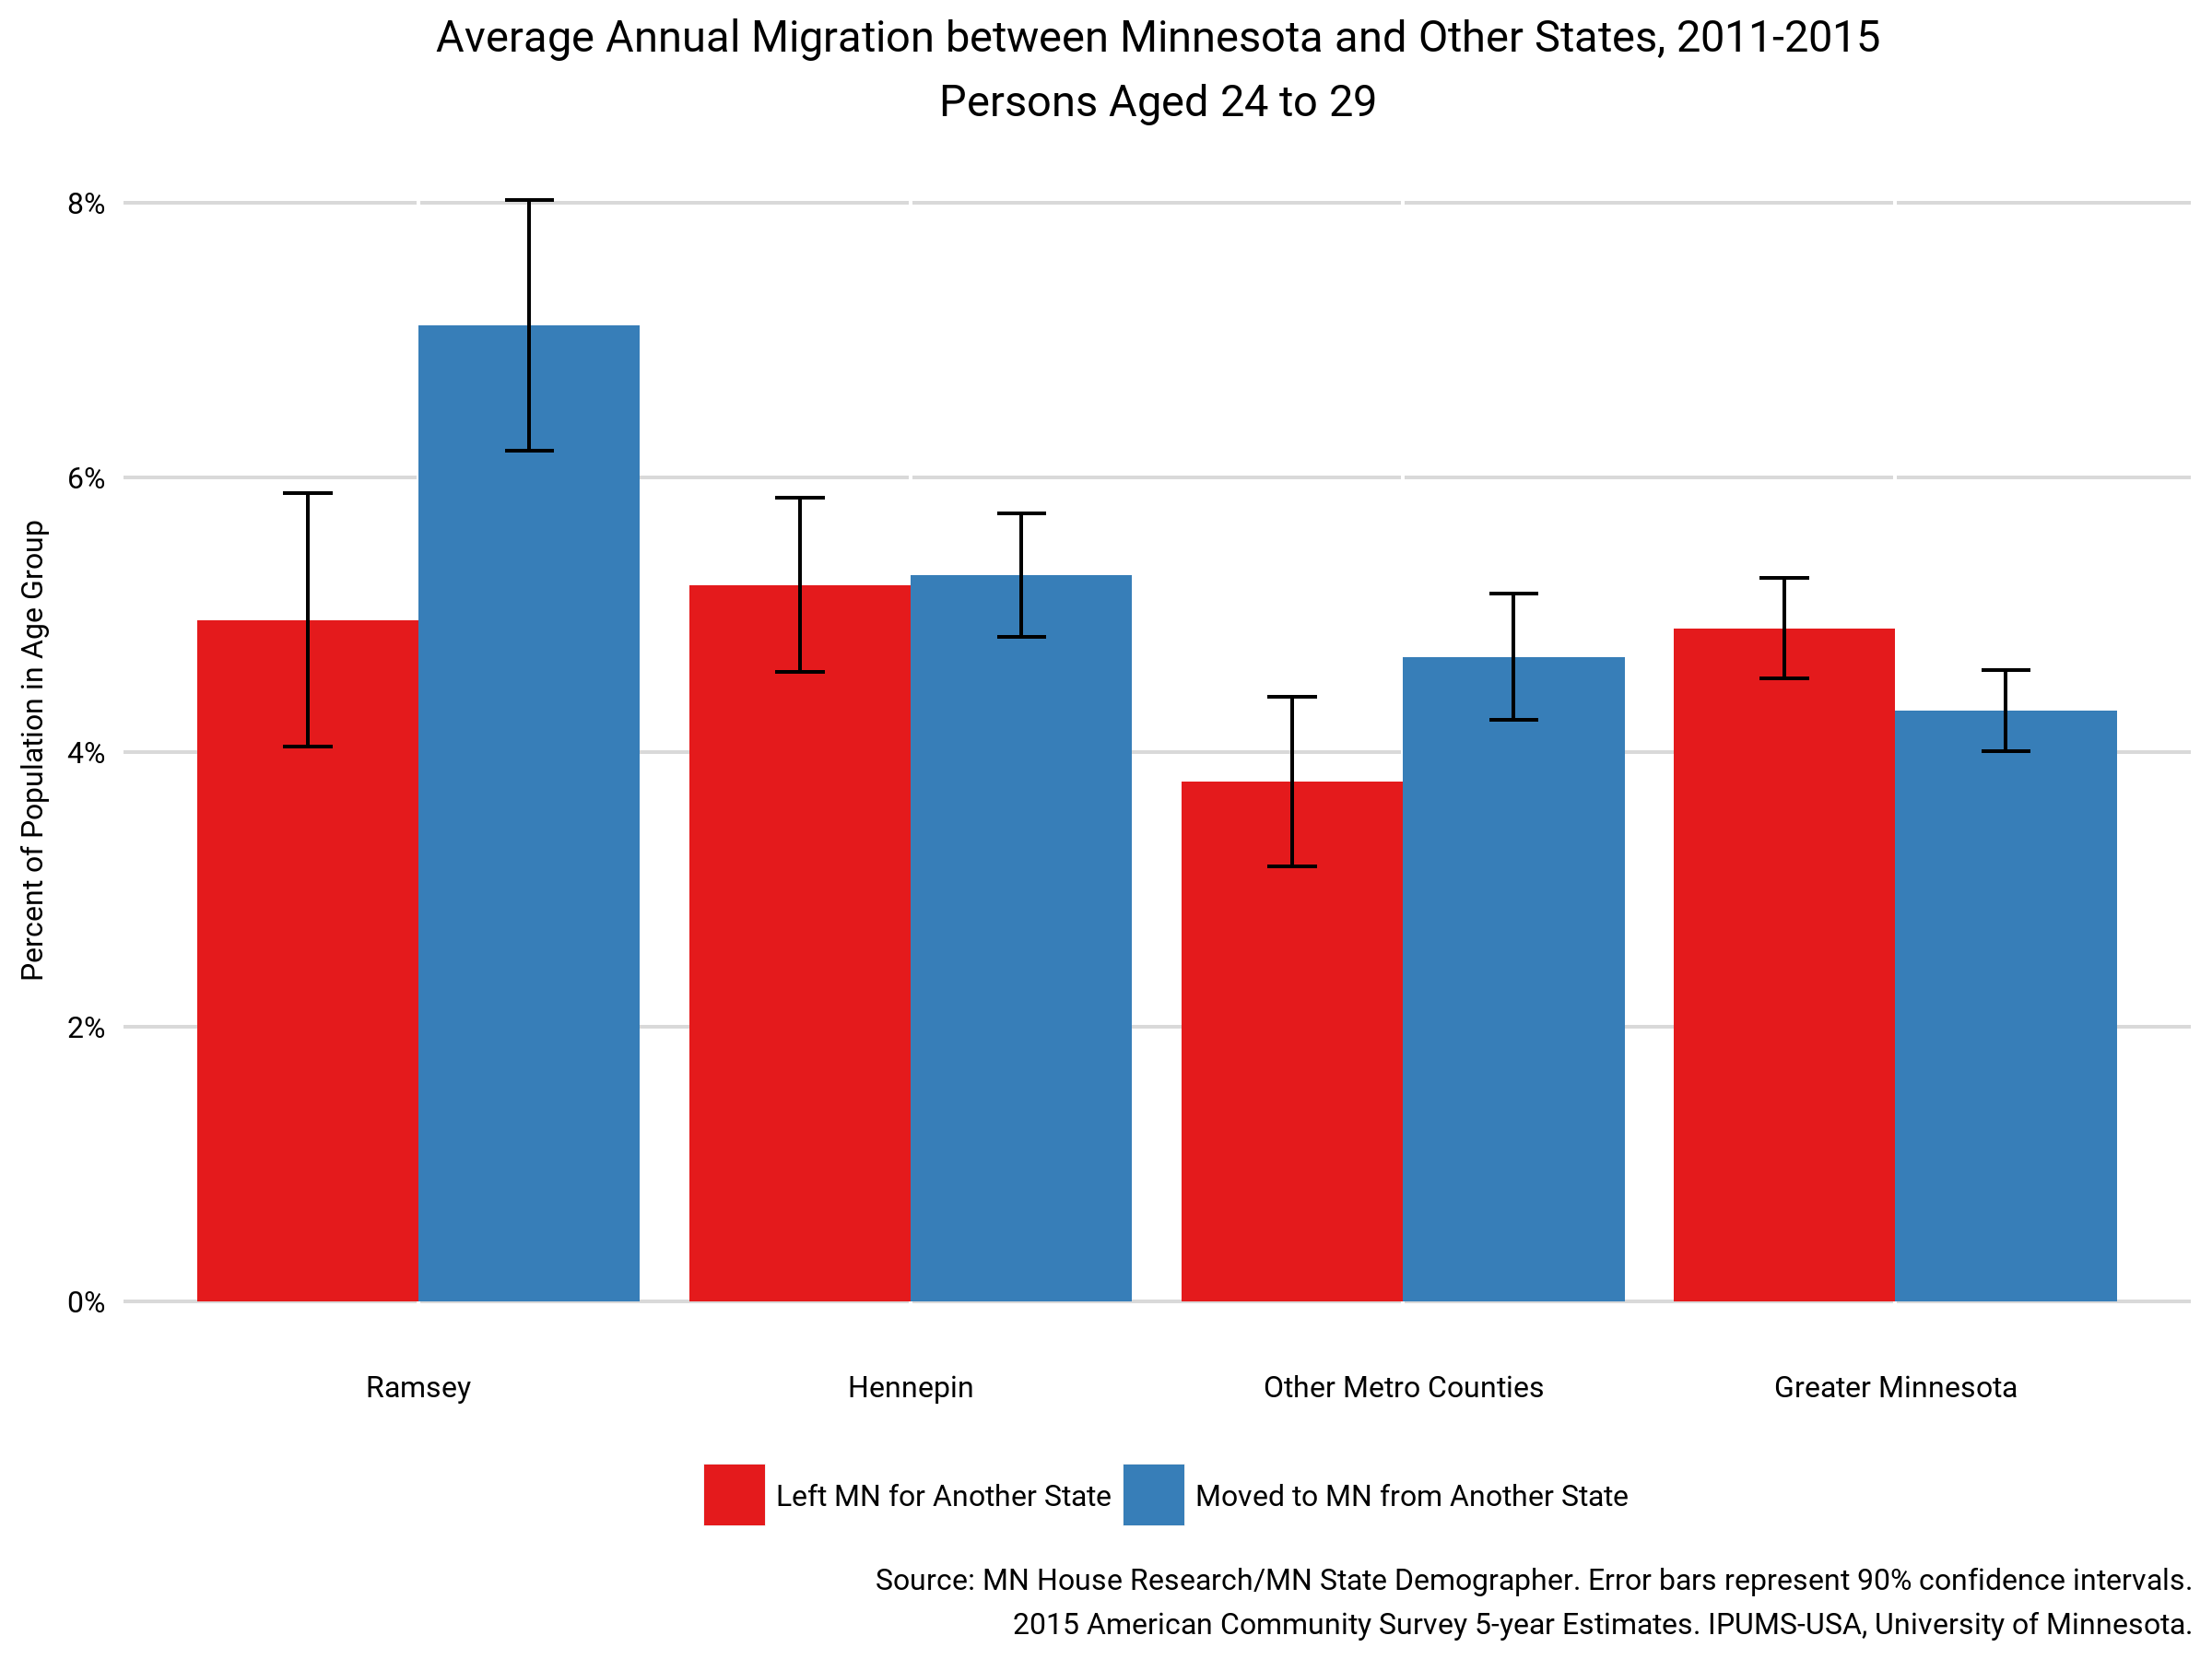 Average Annual Migration between Minnesota and Other States, 2011-2015
Persons Aged 24 to 29
Percent of Population in Age Group
8%
6%
4%
2%
0%
Ramsey
Hennepin
Other Metro Counties
Greater Minnesota
Left MN for Another State
Moved to MN from Another State
Source: MN House Research/MN State Demographer. Error bars represent 90% confidence intervals.
2015 American Community Survey 5-year Estimates. IPUMS-USA, University of Minnesota.